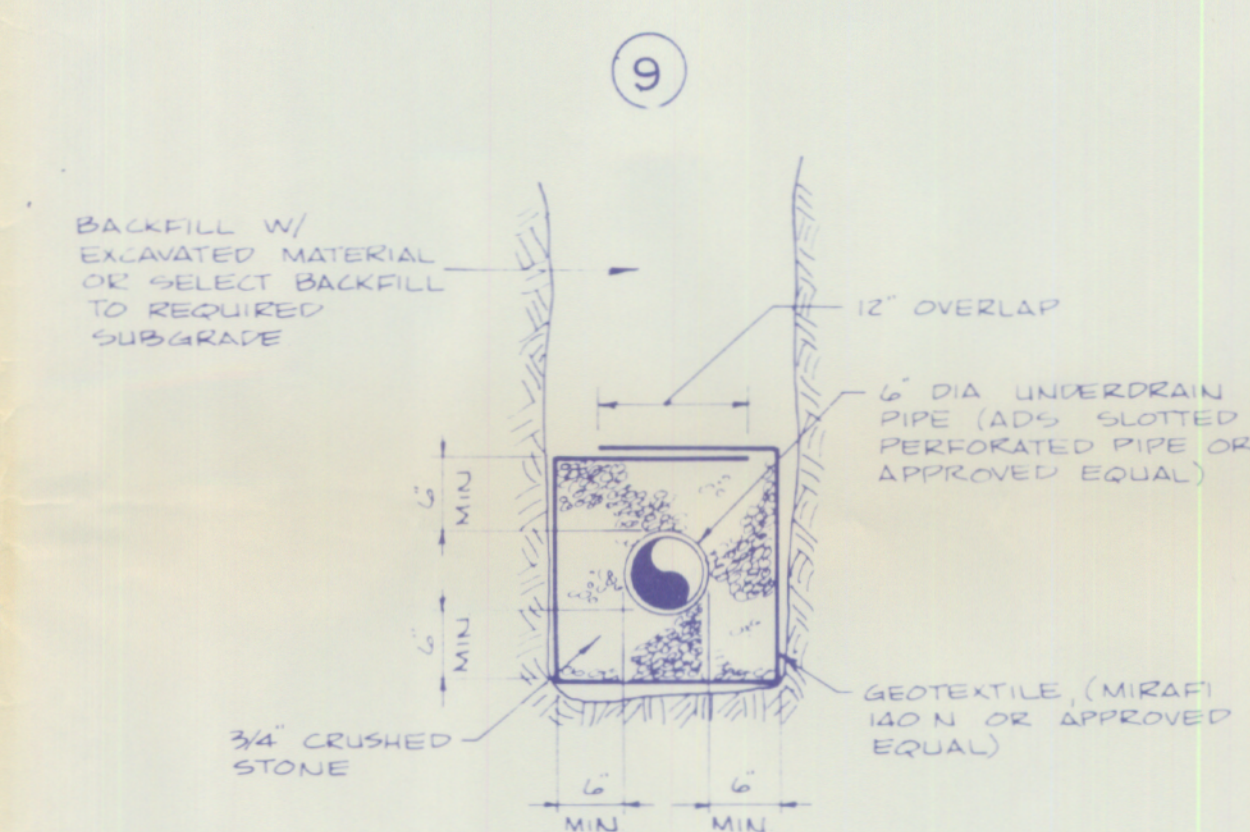 9
BACKFILL W/
EXCAVATED MATERIAL
OR SELECT BACKFILL
TO REQUIRED
SUBGRADE
12" OVERLAP
6" DIA UNDERDRAIN
PIPE (ADS SLOTTED
PERFORATED PIPE OR
APPROVED EQUAL)
6"
MIN
6"
MIN
GEOTEXTILE, (MIRAFI
140 N OR APPROVED
EQUAL)
3/4" CRUSHED
STONE
6"
MIN
6"
MIN.